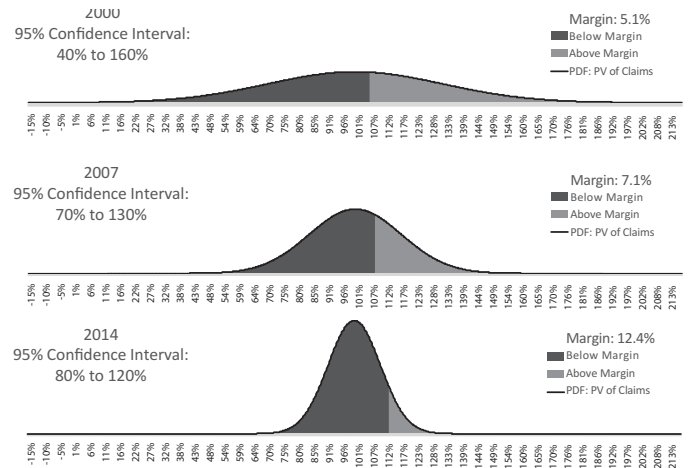 2000
95% Confidence Interval:
40% to 160%
Margin: 5.1%
Below Margin
Above Margin
PDF: PV of Claims
-15% -10% -5% 1% 6% 11% 16% 22% 27% 32% 38% 43% 48% 54% 59% 64% 70% 75% 80% 85% 91% 96% 101% 107% 112% 117% 123% 128% 133% 139% 144% 149% 154% 160% 165% 170% 176% 181% 186% 192% 197% 202% 208% 213%
2007
95% Confidence Interval:
70% to 130%
Margin: 7.1%
Below Margin
Above Margin
PDF: PV of Claims
-15% -10% -5% 1% 6% 11% 16% 22% 27% 32% 38% 43% 48% 54% 59% 64% 70% 75% 80% 85% 91% 96% 101% 107% 112% 117% 123% 128% 133% 139% 144% 149% 154% 160% 165% 170% 176% 181% 186% 192% 197% 202% 208% 213%
2014
95% Confidence Interval:
80% to 120%
Margin: 12.4%
Below Margin
Above Margin
PDF: PV of Claims
-15% -10% -5% 1% 6% 11% 16% 22% 27% 32% 38% 43% 48% 54% 59% 64% 70% 75% 80% 85% 91% 96% 101% 107% 112% 117% 123% 128% 133% 139% 144% 149% 154% 160% 165% 170% 176% 181% 186% 192% 197% 202% 208% 213%